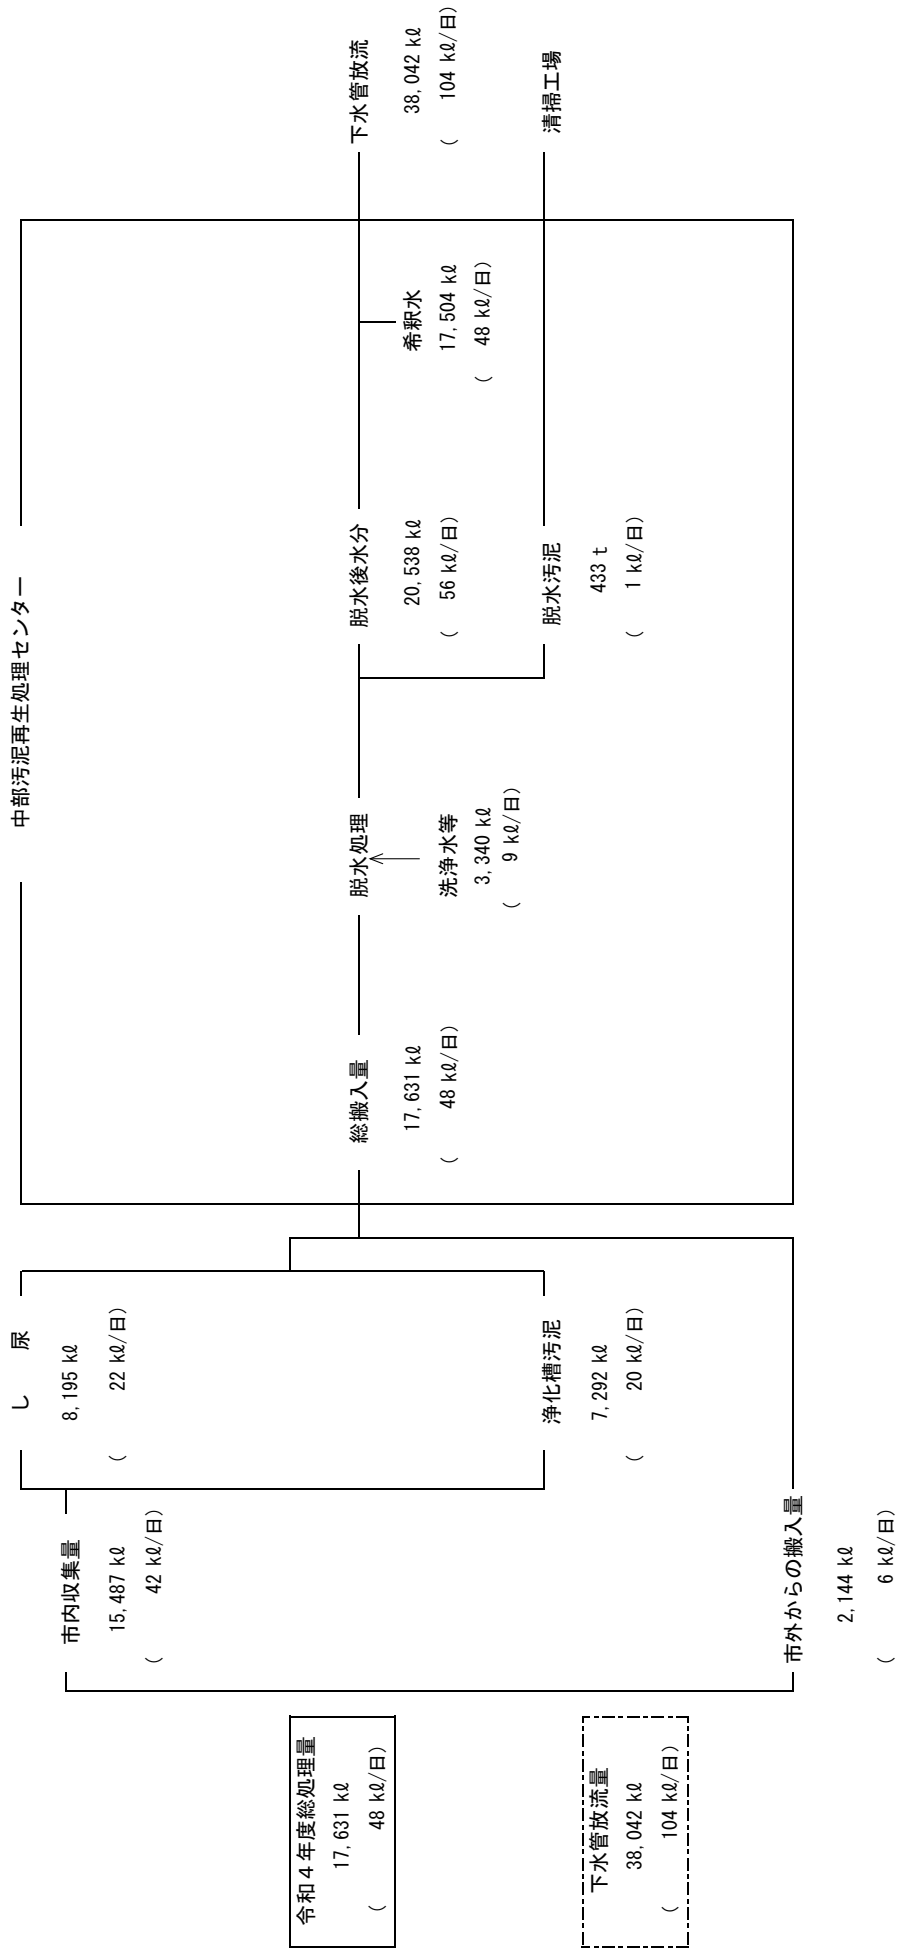 令和４年度総処理量
17,631 kℓ
( 48 kℓ/日)
下水管放流量
38,042 kℓ
( 104 kℓ/日)
市内収集量
15,487 kℓ
( 42 kℓ/日)
市外からの搬入量
2,144 kℓ
( 6 kℓ/日)
し 尿
8,195 kℓ
( 22 kℓ/日)
浄化槽汚泥
7,292 kℓ
( 20 kℓ/日)
中部汚泥再生処理センター
総搬入量
17,631 kℓ
( 48 kℓ/日)
脱水処理
洗浄水等
3,340 kℓ
( 9 kℓ/日)
脱水後水分
20,538 kℓ
( 56 kℓ/日)
脱水汚泥
433 t
( 1 kℓ/日)
希釈水
17,504 kℓ
( 48 kℓ/日)
下水管放流
38,042 kℓ
( 104 kℓ/日)
清掃工場